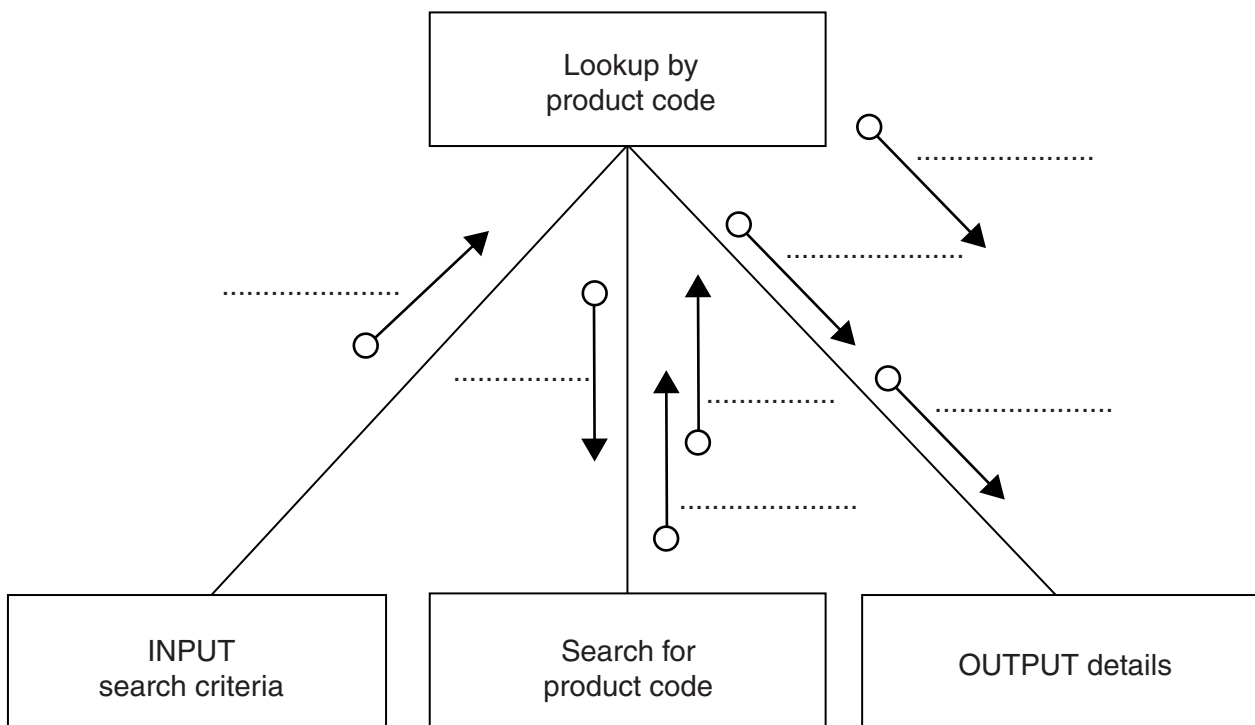 Lookup by
product code
INPUT
search criteria
Search for
product code
OUTPUT details